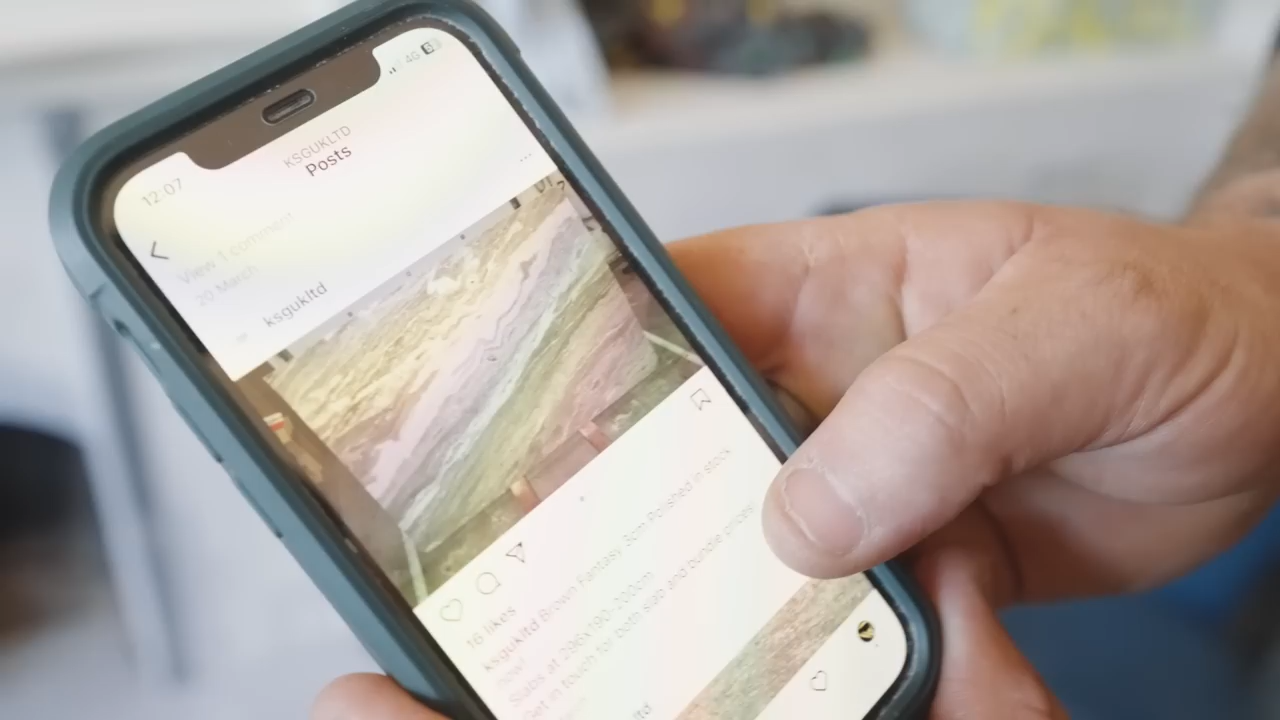 12:07
4G
KSGUKLTD
Posts
View 1 comment
20 March
ksgukltd
16 likes
ksgukltd Brown Fantasy 3cm Polished in stock
now!
Slabs at 296x190-200cm
Get in touch for both slab and bundle prices